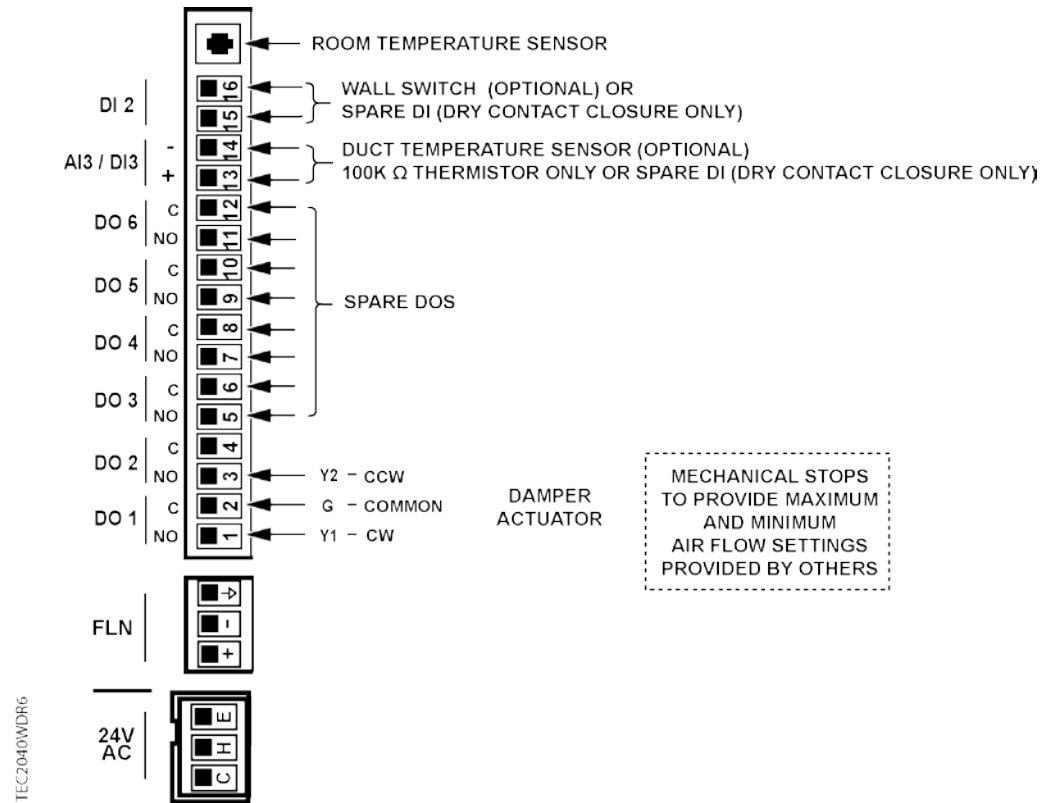 ROOM TEMPERATURE SENSOR
DI 2
16
15
WALL SWITCH (OPTIONAL) OR
SPARE DI (DRY CONTACT CLOSURE ONLY)
AI3 / DI3
-
+
14
13
DUCT TEMPERATURE SENSOR (OPTIONAL)
100K Ω THERMISTOR ONLY OR SPARE DI (DRY CONTACT CLOSURE ONLY)
DO 6
C
NO
12
11
DO 5
C
NO
10
9
SPARE DOS
DO 4
C
NO
8
7
DO 3
C
NO
6
5
DO 2
C
NO
4
3
Y2 – CCW
DO 1
C
NO
2
1
G – COMMON
Y1 – CW
DAMPER
ACTUATOR
MECHANICAL STOPS
TO PROVIDE MAXIMUM
AND MINIMUM
AIR FLOW SETTINGS
PROVIDED BY OTHERS
FLN
-
+
24V
AC
E
H
C
TEC2040WDR6